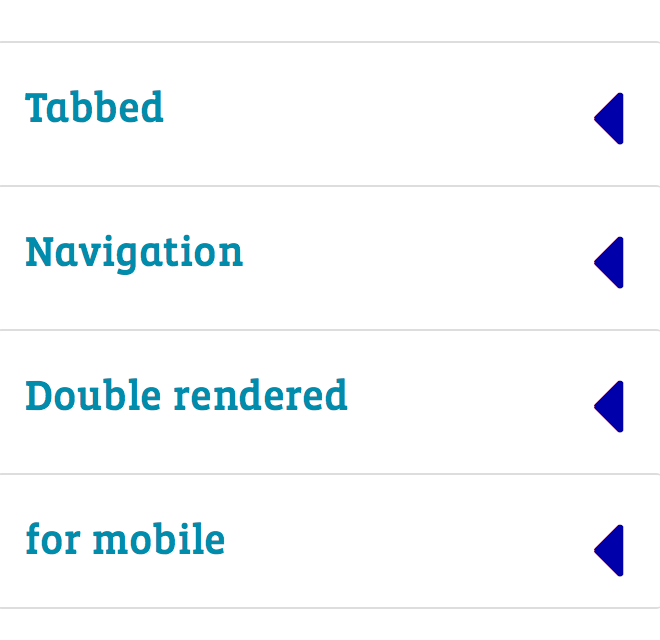 Tabbed
Navigation
Double rendered
for mobile